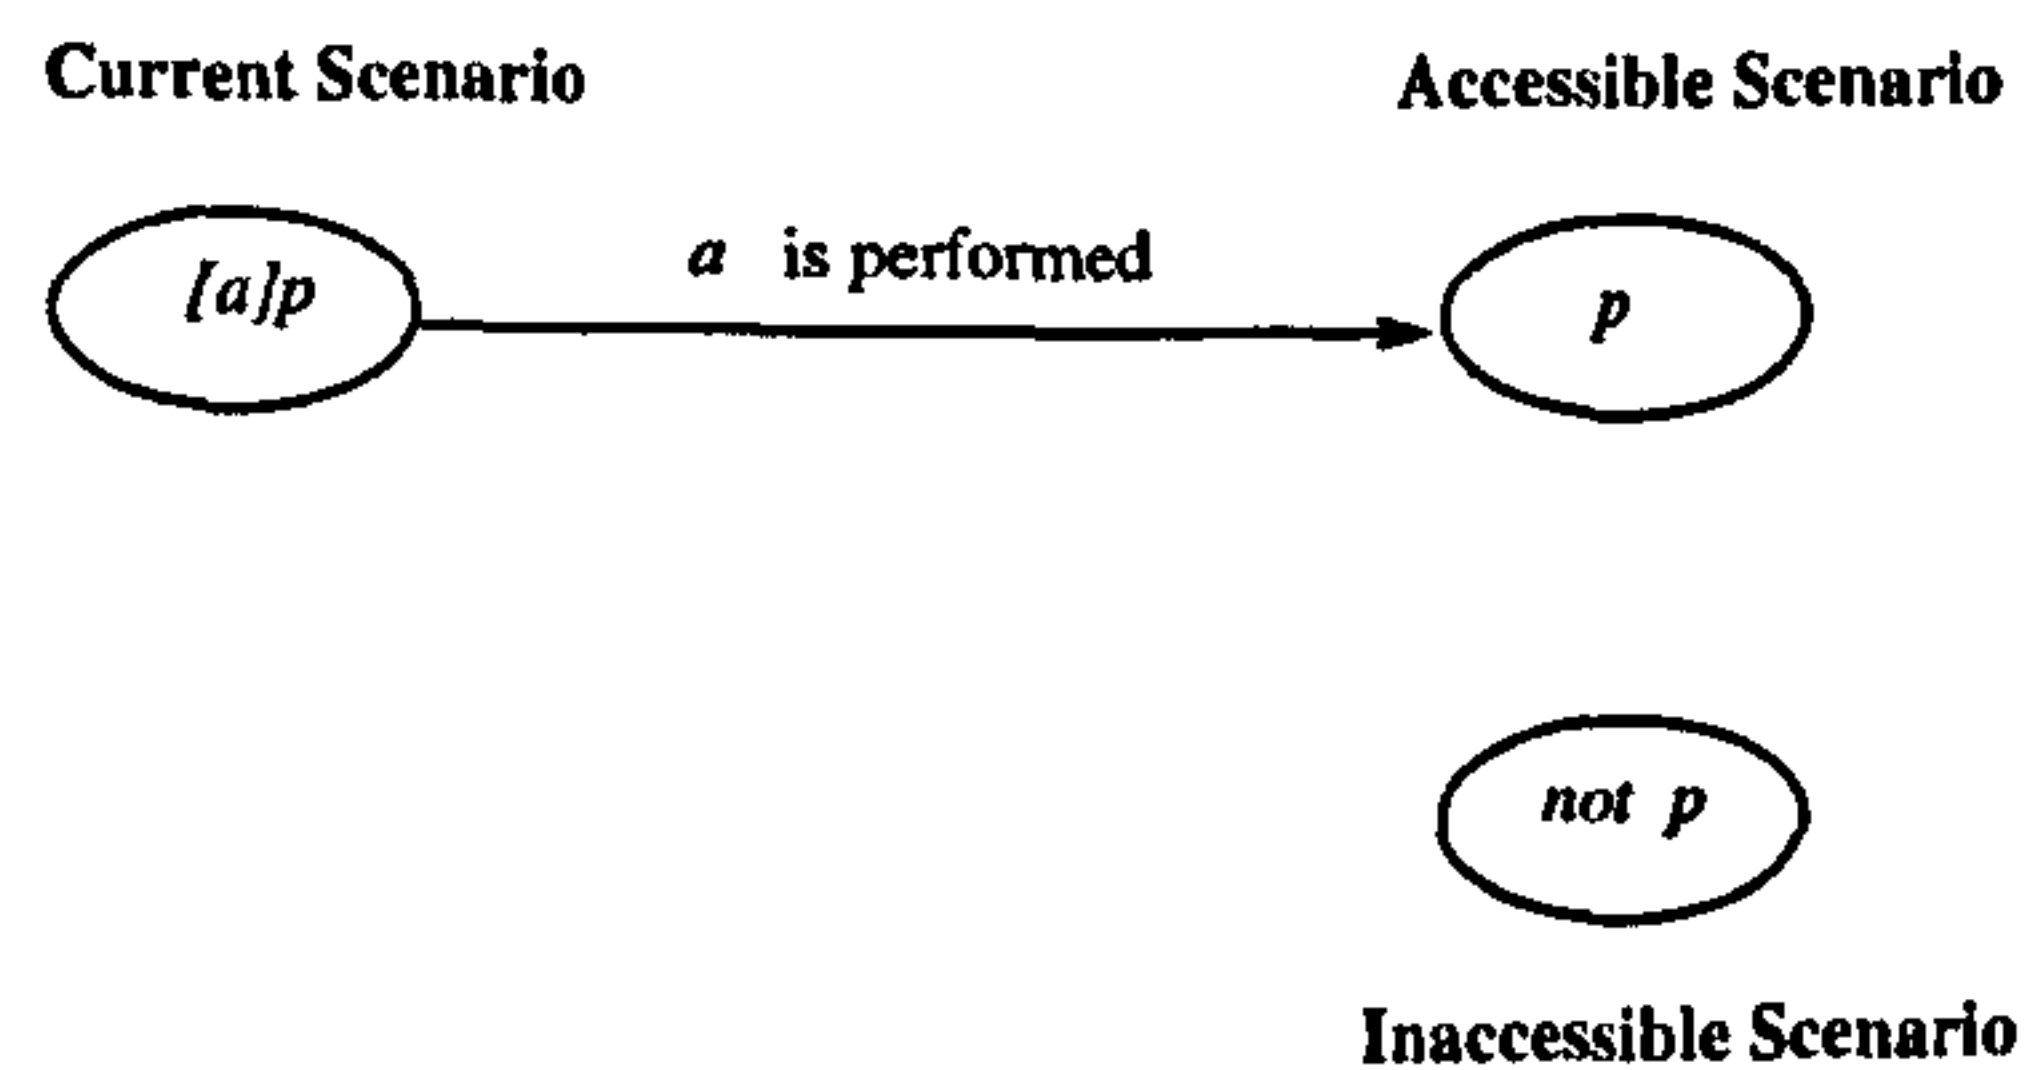 Current Scenario
Accessible Scenario
[a]p
a is performed
p
not p
Inaccessible Scenario